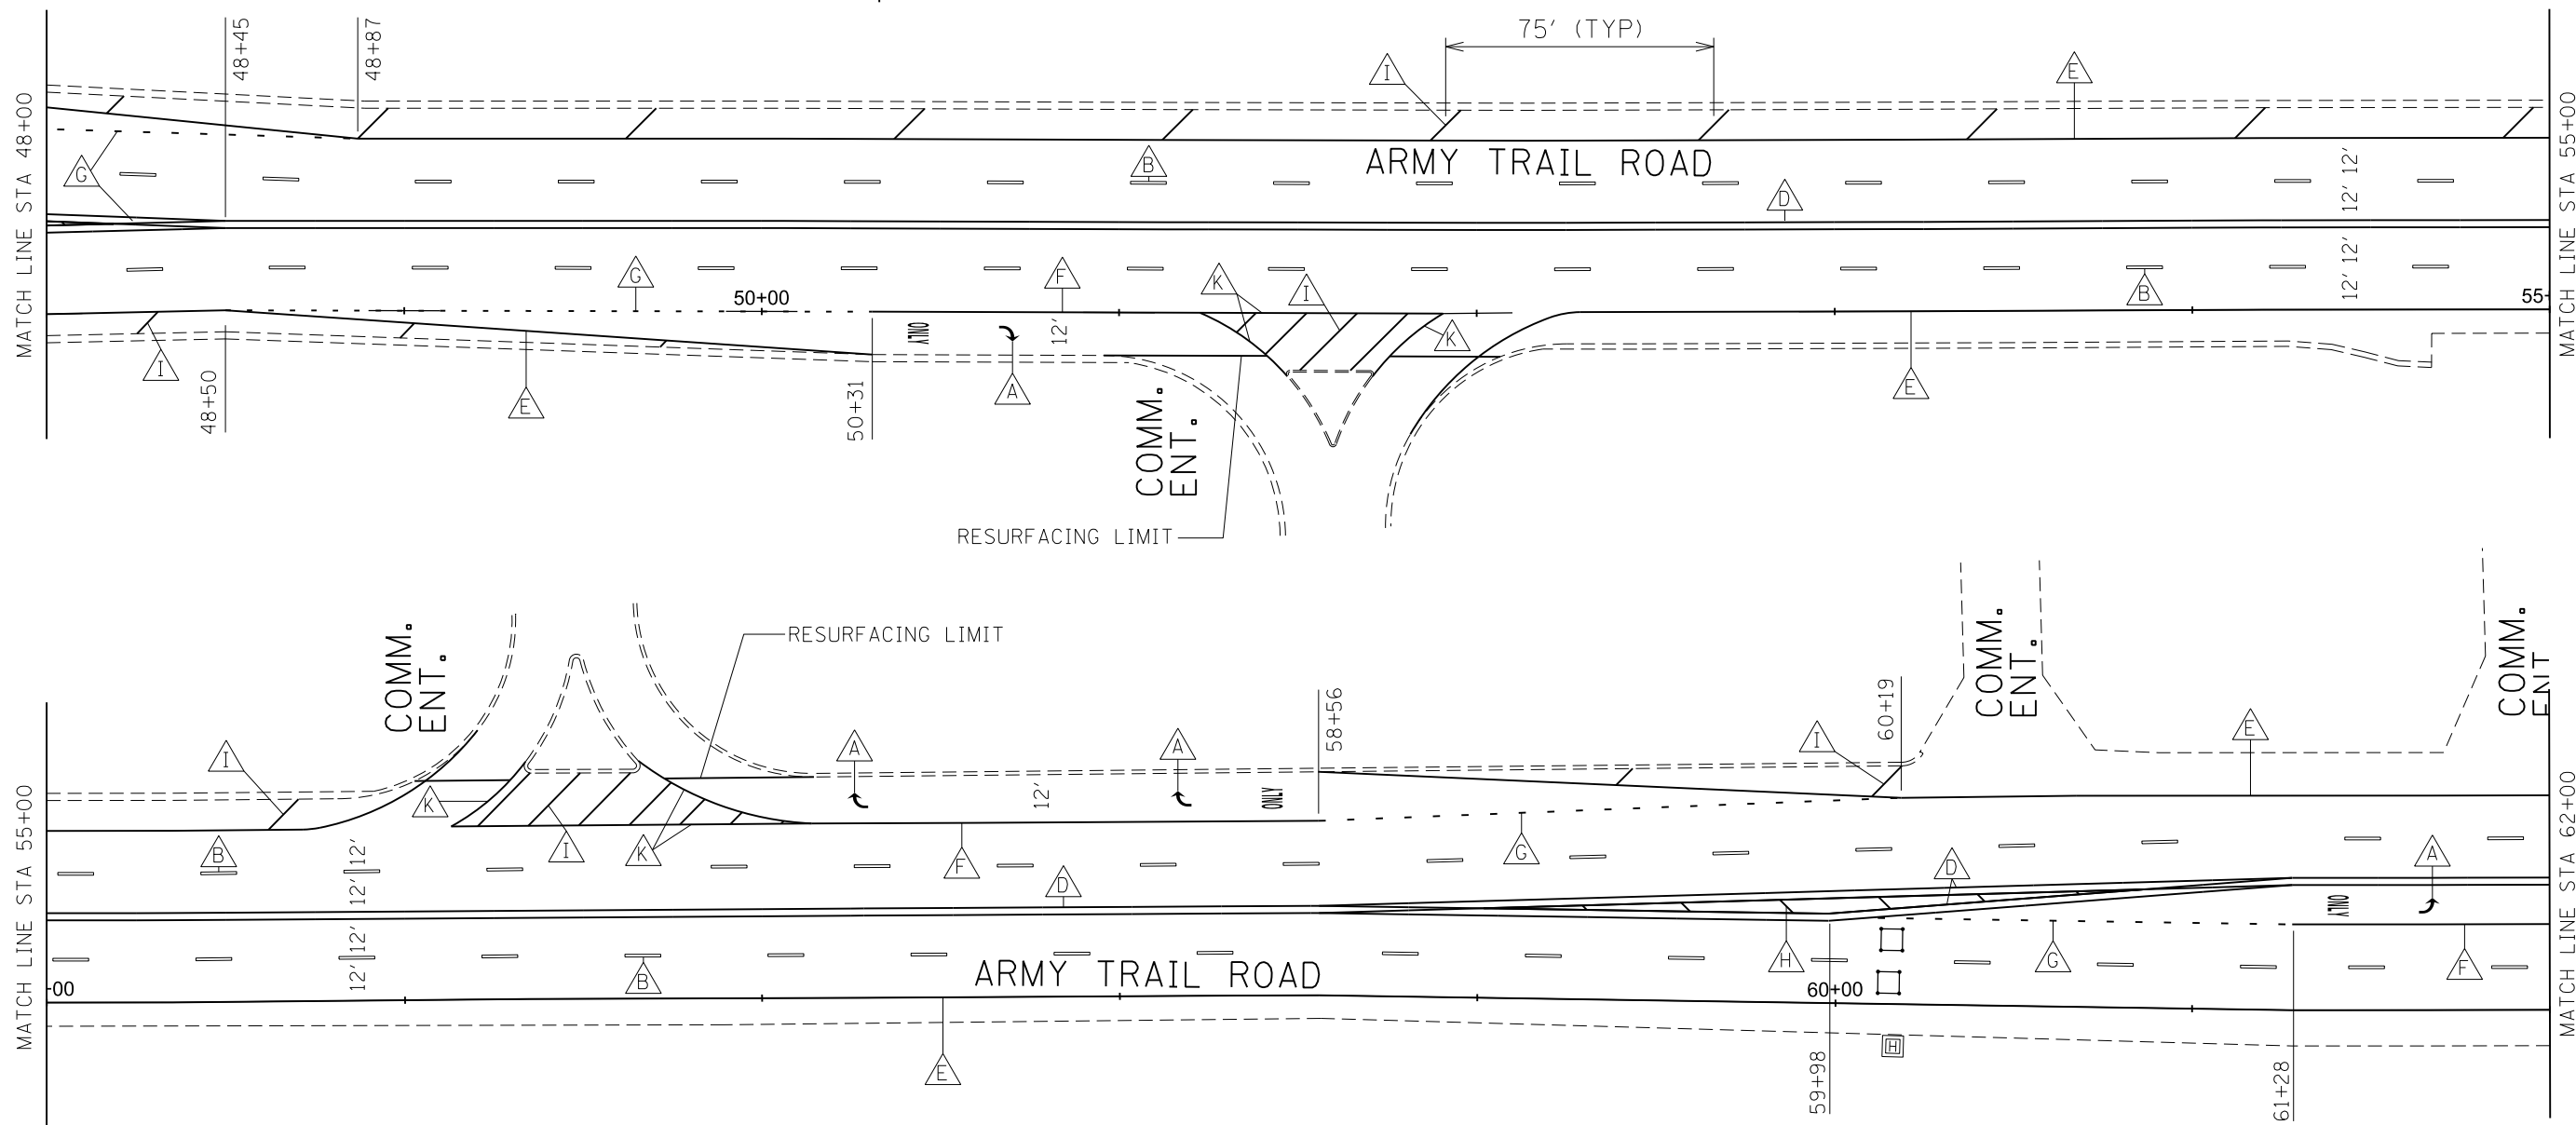 48+45
48+87
75' (TYP)
I
E
MATCH LINE STA 48+00
MATCH LINE STA 55+00
G
B
ARMY TRAIL ROAD
D
12' 12'
G
F
K
I
B
12' 12'
50+00
55
ONLY
12'
I
48+50
E
50+31
A
K
E
COMM.
ENT.
RESURFACING LIMIT
COMM.
ENT.
RESURFACING LIMIT
COMM.
ENT.
COMM.
ENT
MATCH LINE STA 55+00
MATCH LINE STA 62+00
I
A
A
58+56
I
60+19
E
K
12'
ONLY
B
12' 12'
I
K
F
D
G
D
A
ONLY
12' 12'
B
ARMY TRAIL ROAD
H
G
F
00
60+00
E
59+98
H
61+28